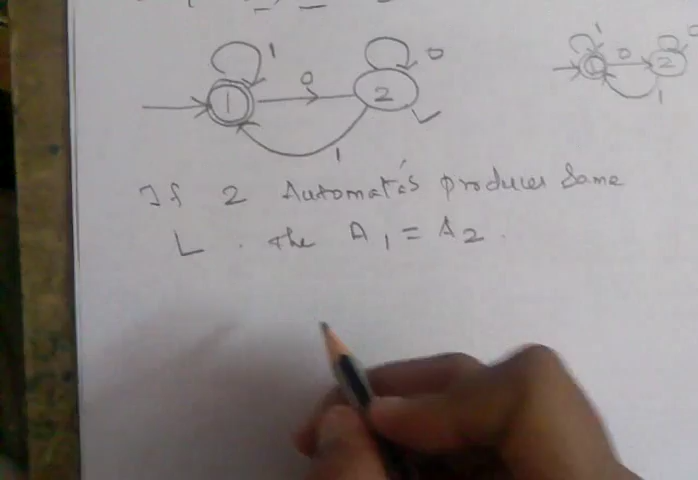 1 0
1 0 2
1
1 0
1 0 2
1
If 2 Automata's produces Same
L. the A1 = A2.